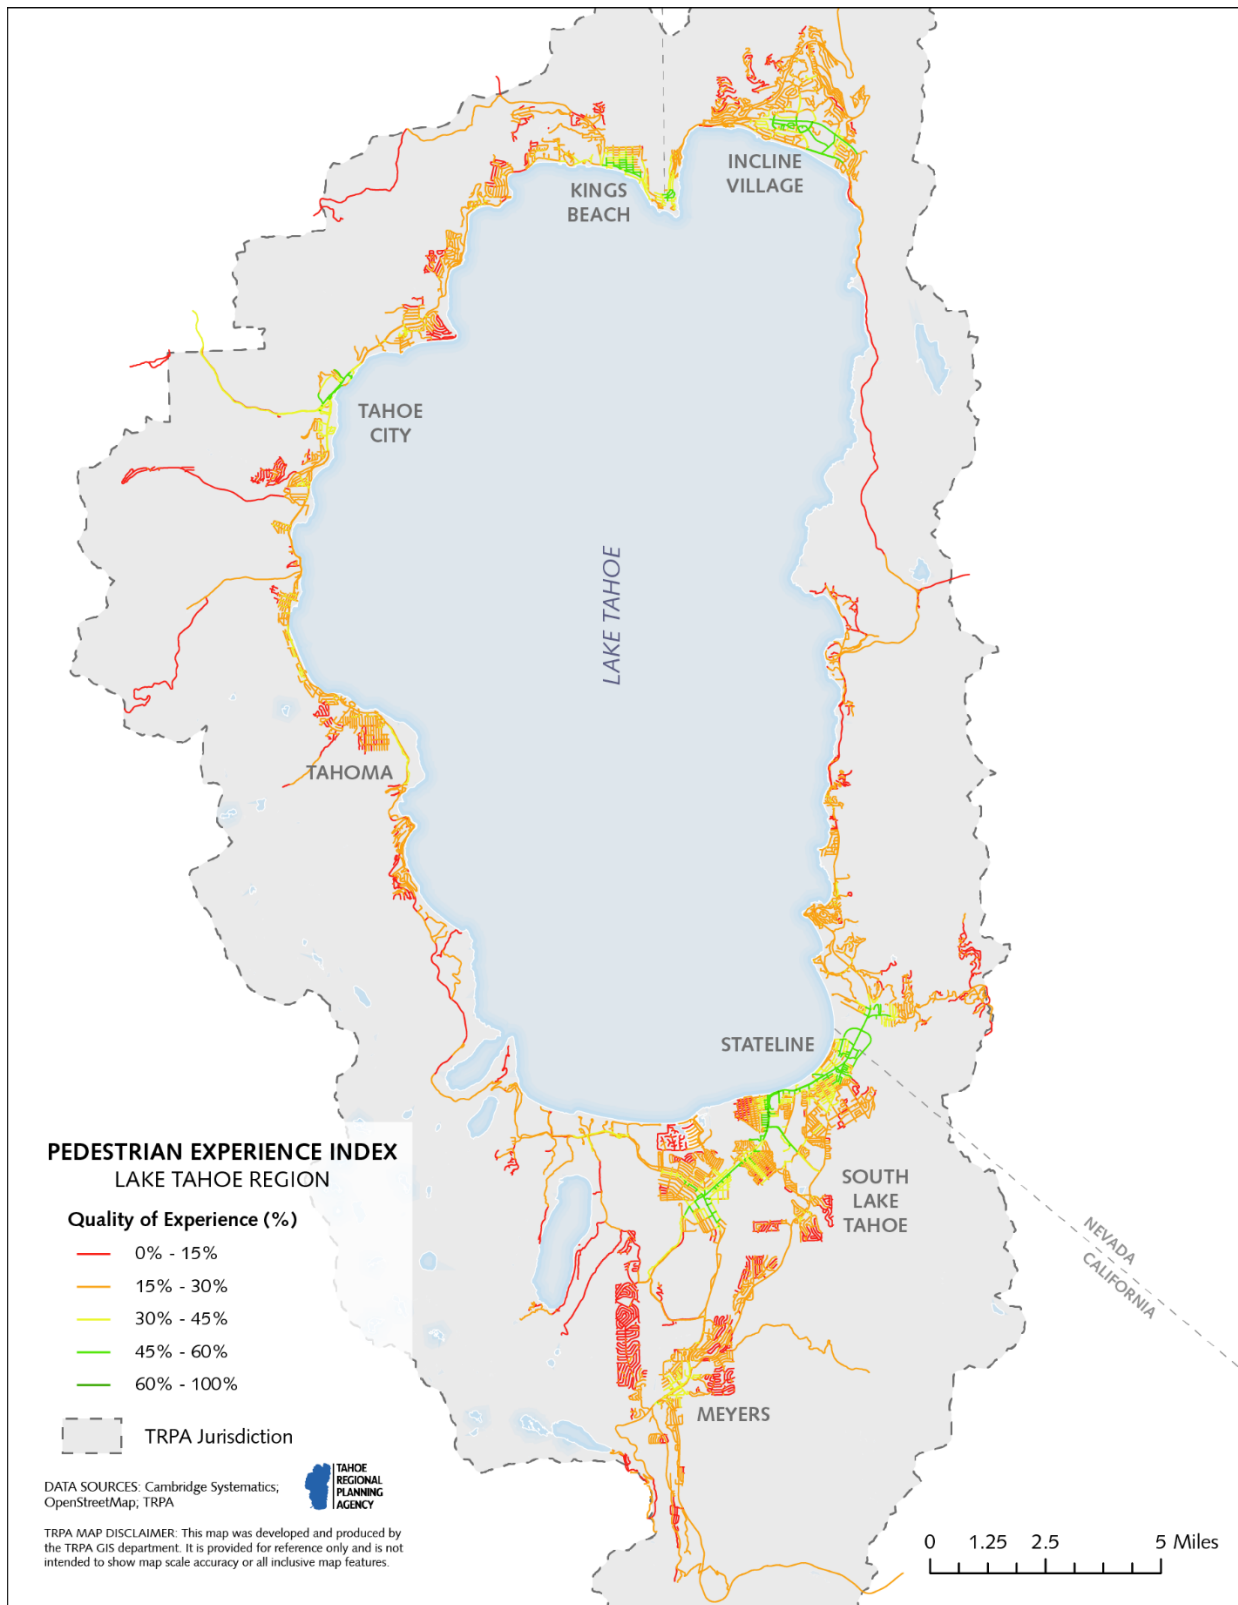 INCLINE
VILLAGE
KINGS
BEACH
TAHOE
CITY
LAKE TAHOE
TAHOMA
STATELINE
SOUTH
LAKE
TAHOE
NEVADA
CALIFORNIA
MEYERS
PEDESTRIAN EXPERIENCE INDEX
LAKE TAHOE REGION
Quality of Experience (%)
0% - 15%
15% - 30%
30% - 45%
45% - 60%
60% - 100%
TRPA Jurisdiction
DATA SOURCES: Cambridge Systematics;
OpenStreetMap; TRPA
TAHOE
REGIONAL
PLANNING
AGENCY
TRPA MAP DISCLAIMER: This map was developed and produced by
the TRPA GIS department. It is provided for reference only and is not
intended to show map scale accuracy or all inclusive map features.
0 1.25 2.5 5 Miles